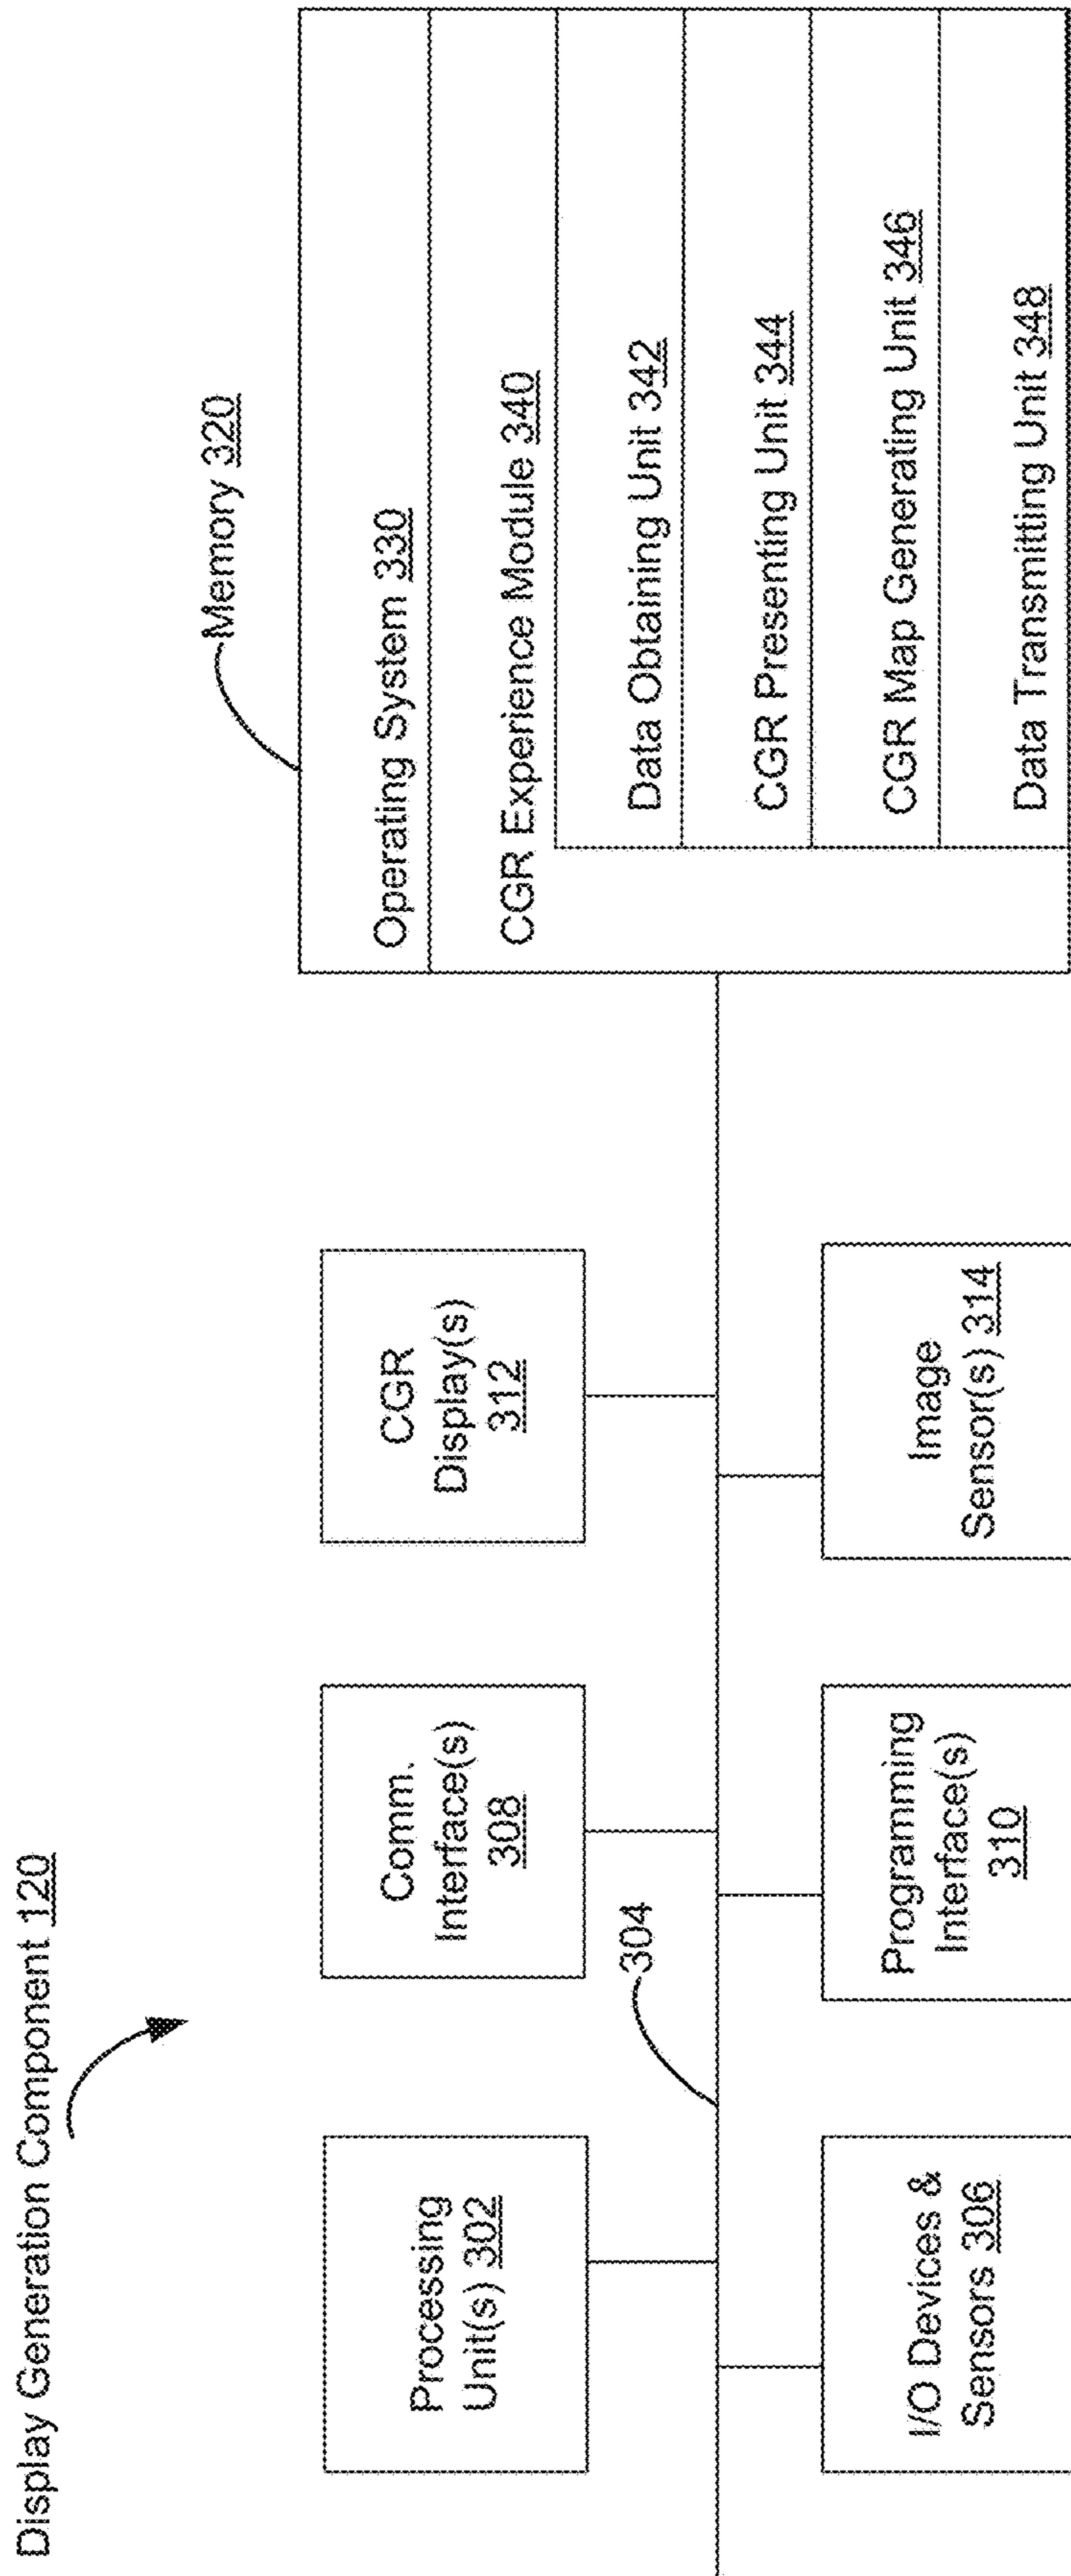 Display Generation Component 120
Memory 320
Processing
Unit(s) 302
Comm.
Interface(s)
308
CGR
Display(s)
312
304
I/O Devices &
Sensors 306
Programming
Interface(s)
310
Image
Sensor(s) 314
Operating System 330
CGR Experience Module 340
Data Obtaining Unit 342
CGR Presenting Unit 344
CGR Map Generating Unit 346
Data Transmitting Unit 348